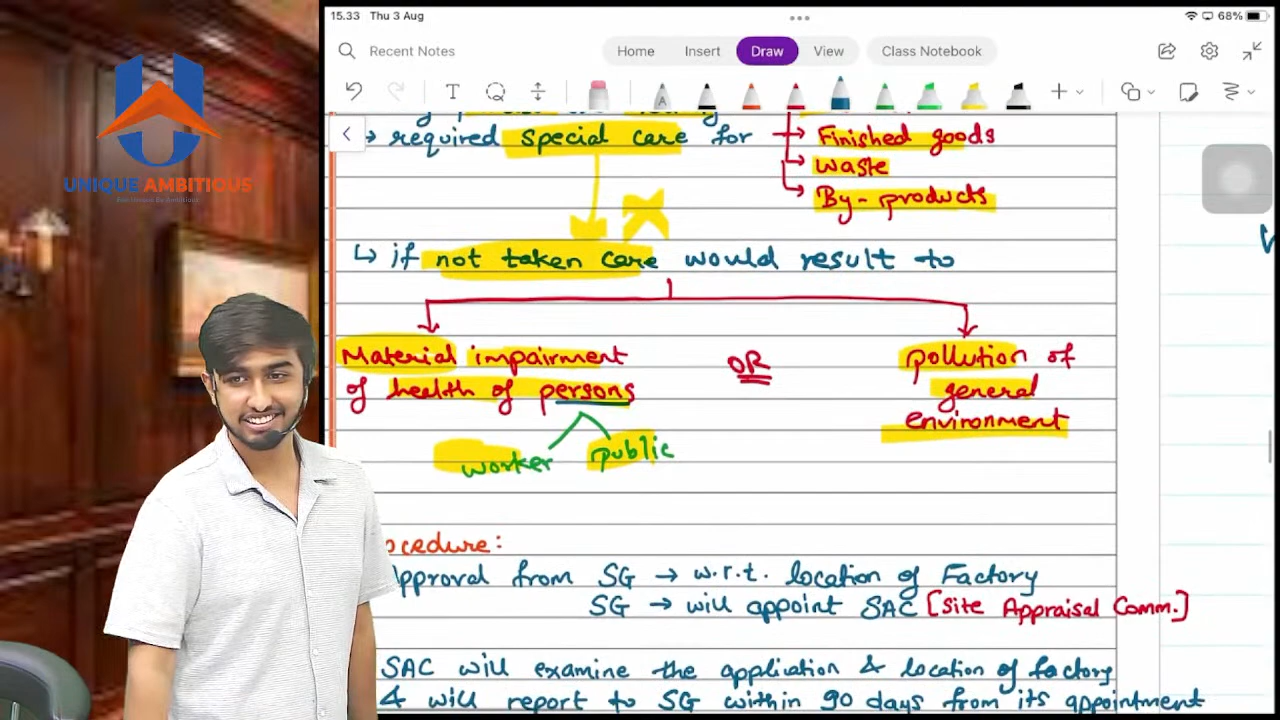 15.33 Thu 3 Aug
68%
Recent Notes
Home Insert Draw View Class Notebook
required special care for
Finished goods
Waste
By-products
if not taken care would result to
Material impairment of health of persons
OR
pollution of general environment
worker public
ocedure:
Approval from SG → w.r.t. location of Factory
SG → will appoint SAC [Site Appraisal Comm.]
SAC will examine the application & location of factory
& will report to SG within 90 days from its appointment
UNIQUE AMBITIOUS